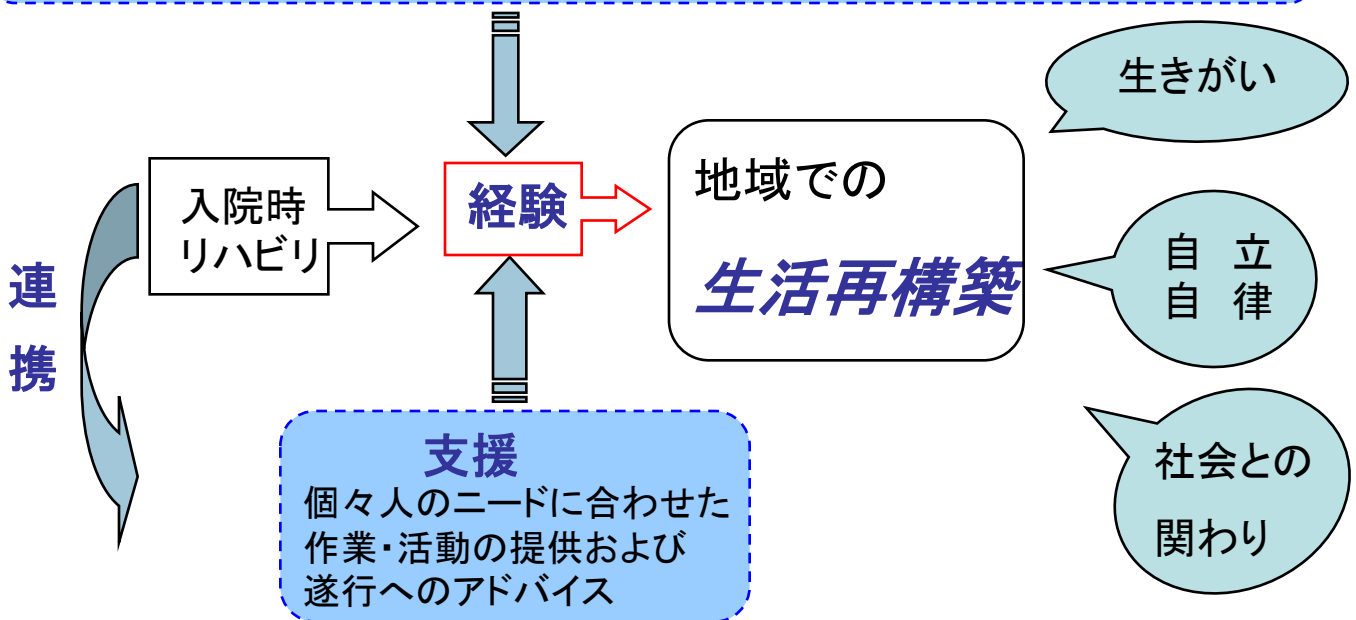 生きがい
入院時
リハビリ
経験
地域での
生活再構築
自 立
自 律
連
携
支援
個々人のニードに合わせた
作業・活動の提供および
遂行へのアドバイス
社会との
関わり